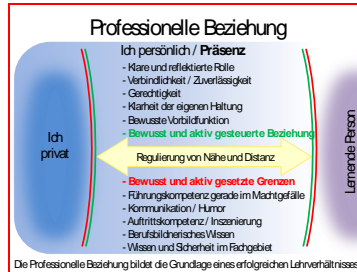 Professionelle Beziehung
Ich persönlich / Präsenz
- Klare und reflektierte Rolle
- Verbindlichkeit / Zuverlässigkeit
- Gerechtigkeit
- Klarheit der eigenen Haltung
- Bewusste Vorbildfunktion
- Bewusst und aktiv gesteuerte Beziehung
Ich
privat
Regulierung von Nähe und Distanz
Lernende Person
- Bewusst und aktiv gesetzte Grenzen
- Führungskompetenz gerade im Machtgefälle
- Kommunikation / Humor
- Auftrittskompetenz / Inszenierung
- Berufsbildnerisches Wissen
- Wissen und Sicherheit im Fachgebiet
Die Professionelle Beziehung bildet die Grundlage eines erfolgreichen Lehrverhältnisses